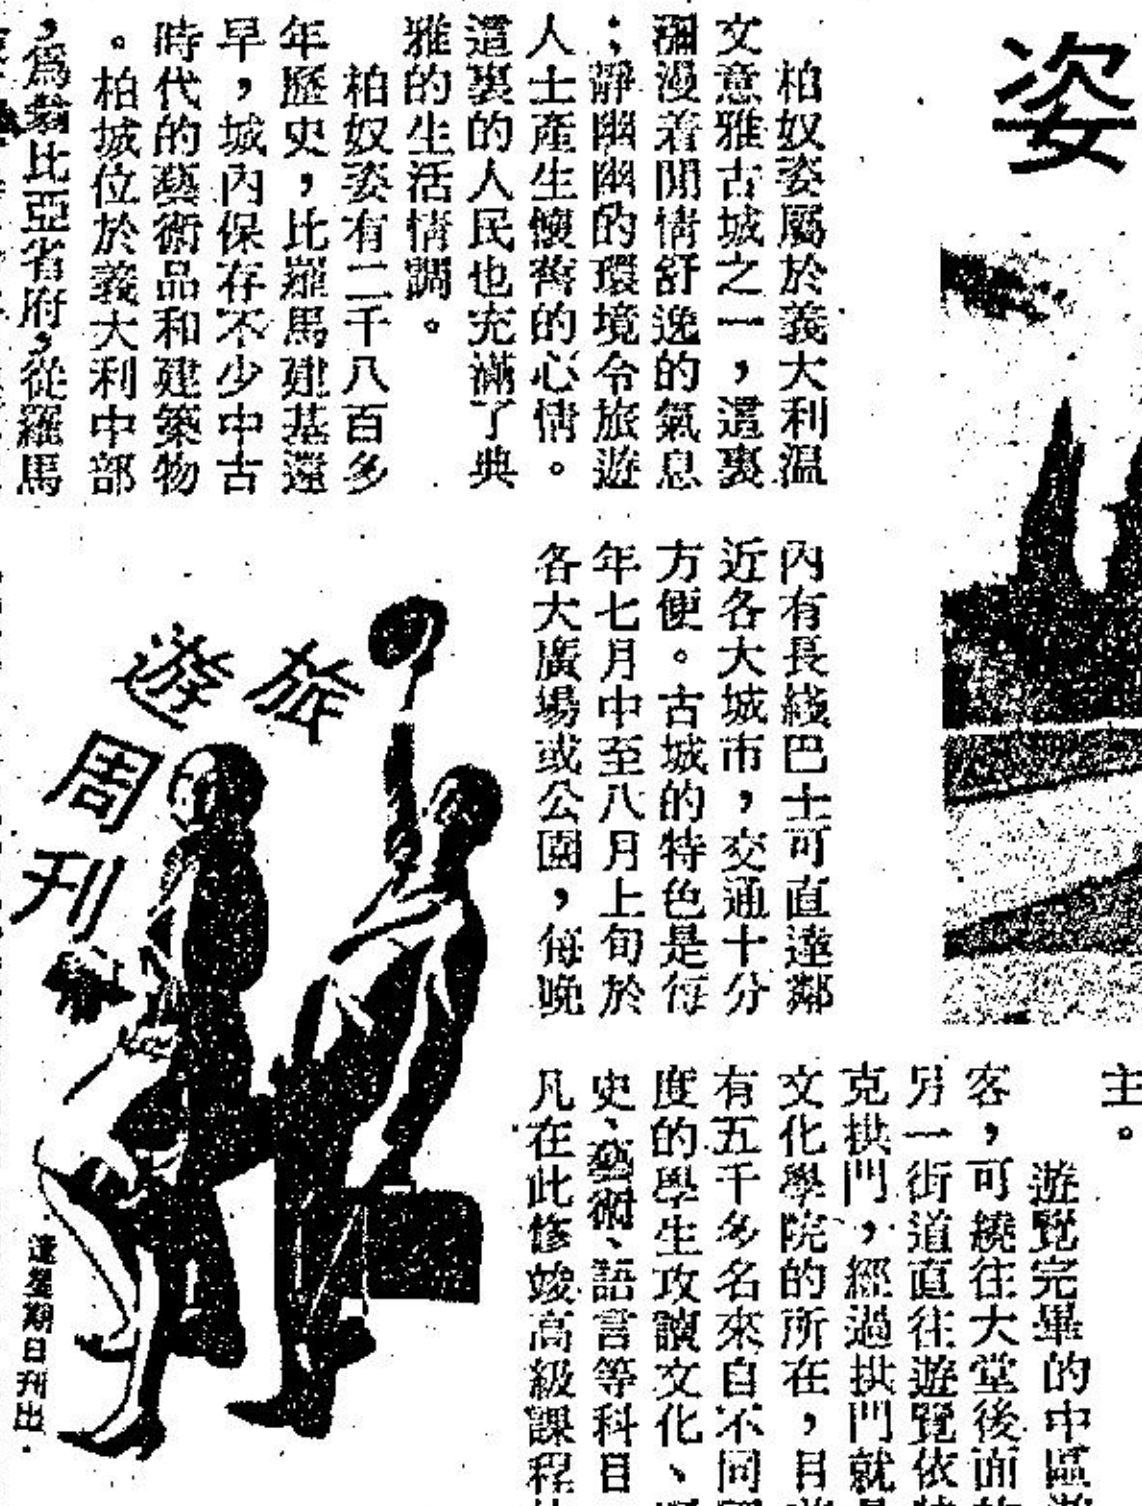 姿
柏奴姿屬於義大利溫
文意雅古城之一，這裏
瀰漫着閒情舒逸的氣息
；靜幽幽的環境令旅遊
人士產生懷舊的心情。
這裏的人民也充滿了典
雅的生活情調。
柏奴姿有二千八百多
年歷史，比羅馬建基還
早，城內保存不少中古
時代的藝術品和建築物
。柏城位於義大利中部
，為翁比亞省府，從羅馬
內有長綫巴士可直達鄰
近各大城市，交通十分
方便。古城的特色是每
年七月中至八月上旬於
各大廣場或公園，每晚
旅遊周刊
逢星期日刊出．
主。
游覽完畢的中區
客，可繞往大堂後面
另一街道直往遊覽依
克拱門，經過拱門就
文化學院的所在，目
有五千多名來自不同
度的學生攻讀文化、
史、藝術、語言等科目
凡在此修竣高級課程